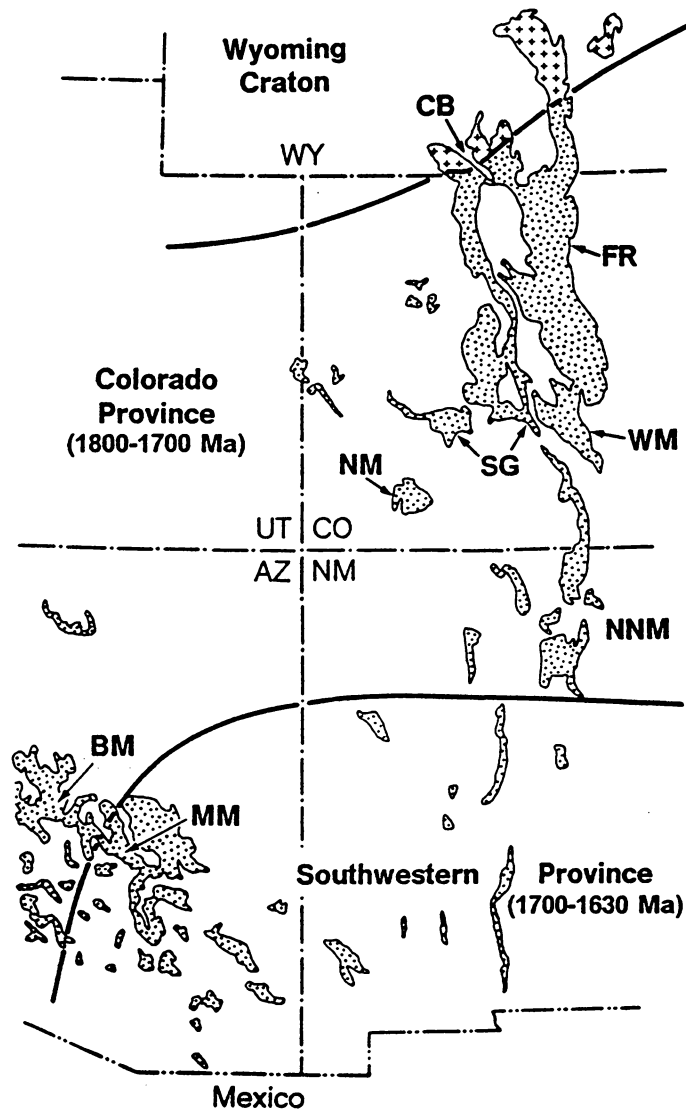 Wyoming
Craton
CB
WY
FR
Colorado
Province
(1800-1700 Ma)
WM
SG
NM
UT CO
AZ NM
NNM
BM
MM
Southwestern Province
(1700-1630 Ma)
Mexico